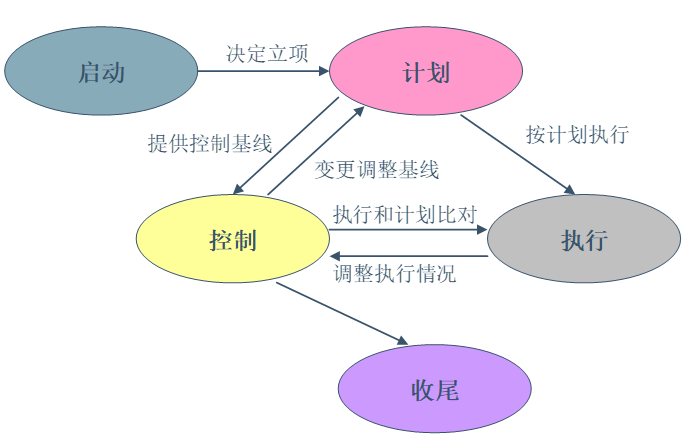 决定立项
启动
计划
按计划执行
提供控制基线
变更调整基线
执行和计划比对
控制
执行
调整执行情况
收尾